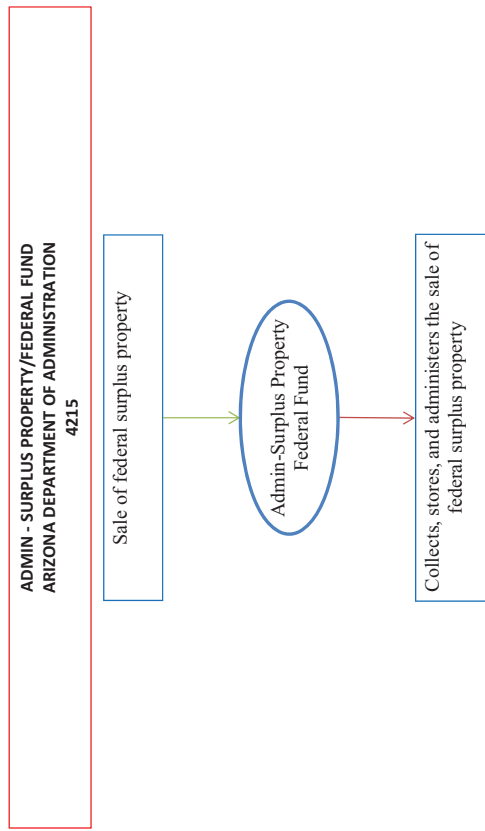 ADMIN - SURPLUS PROPERTY/FEDERAL FUND
ARIZONA DEPARTMENT OF ADMINISTRATION
4215
Sale of federal surplus property
Admin-Surplus Property
Federal Fund
Collects, stores, and administers the sale of
federal surplus property